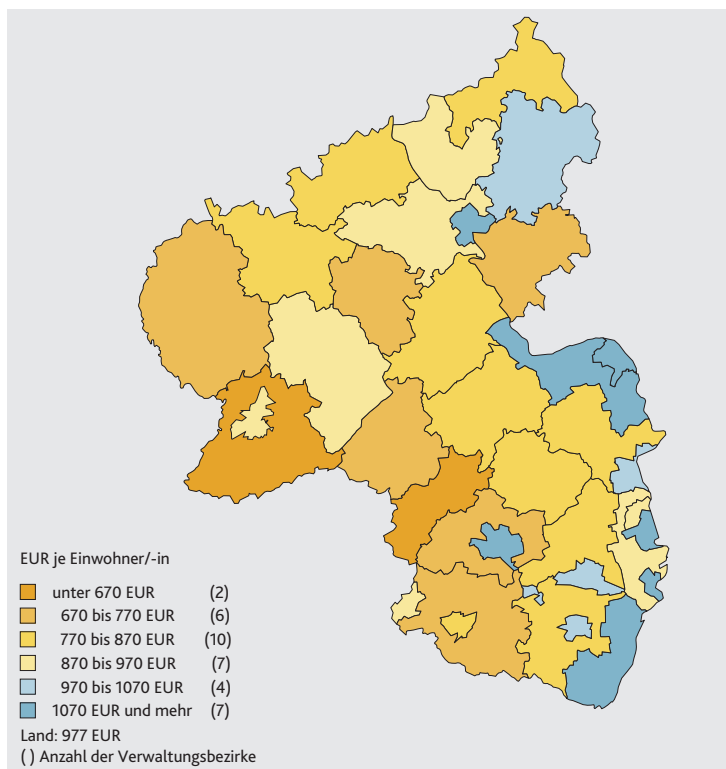 EUR je Einwohner/-in
unter 670 EUR (2)
670 bis 770 EUR (6)
770 bis 870 EUR (10)
870 bis 970 EUR (7)
970 bis 1070 EUR (4)
1070 EUR und mehr (7)
Land: 977 EUR
( ) Anzahl der Verwaltungsbezirke